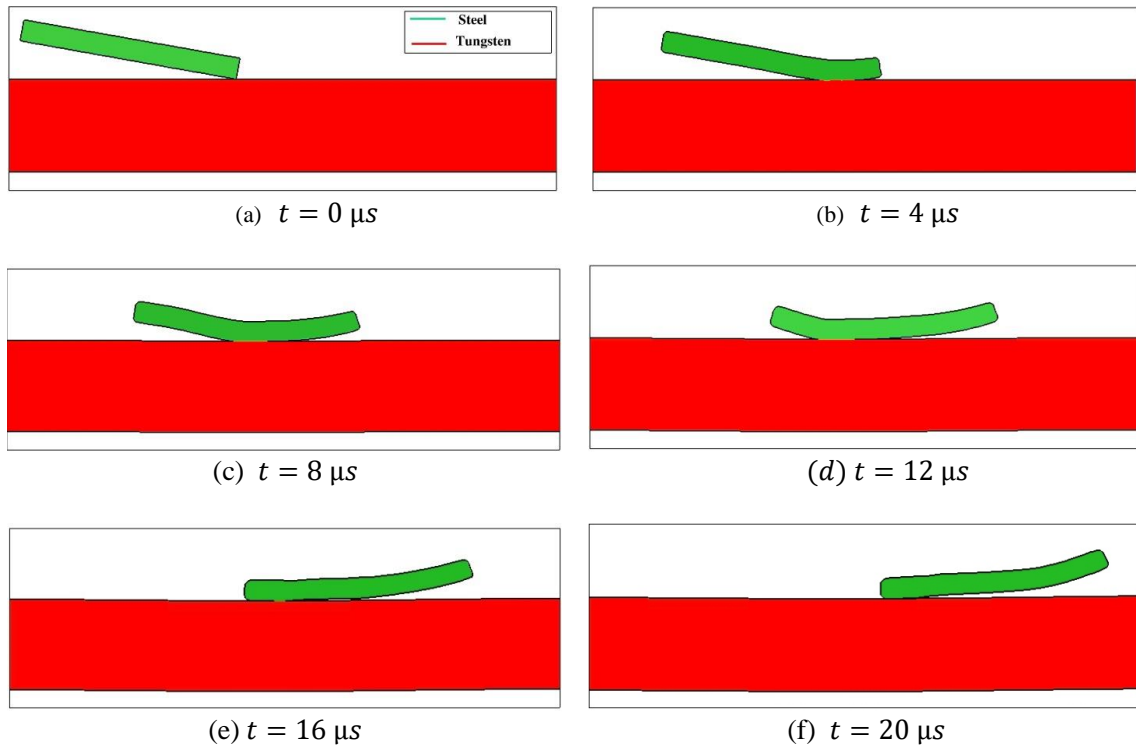 Steel
Tungsten
(a) t = 0 μs
(b) t = 4 μs
(c) t = 8 μs
(d) t = 12 μs
(e) t = 16 μs
(f) t = 20 μs